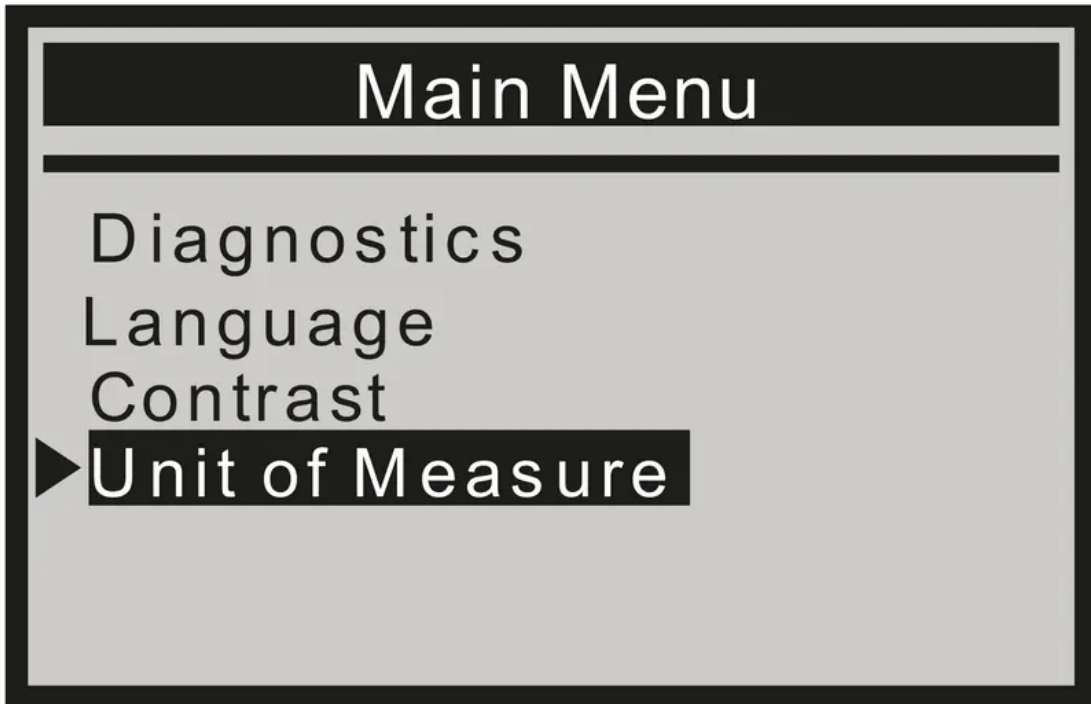 Main Menu
Diagnostics
Language
Contrast
Unit of Measure